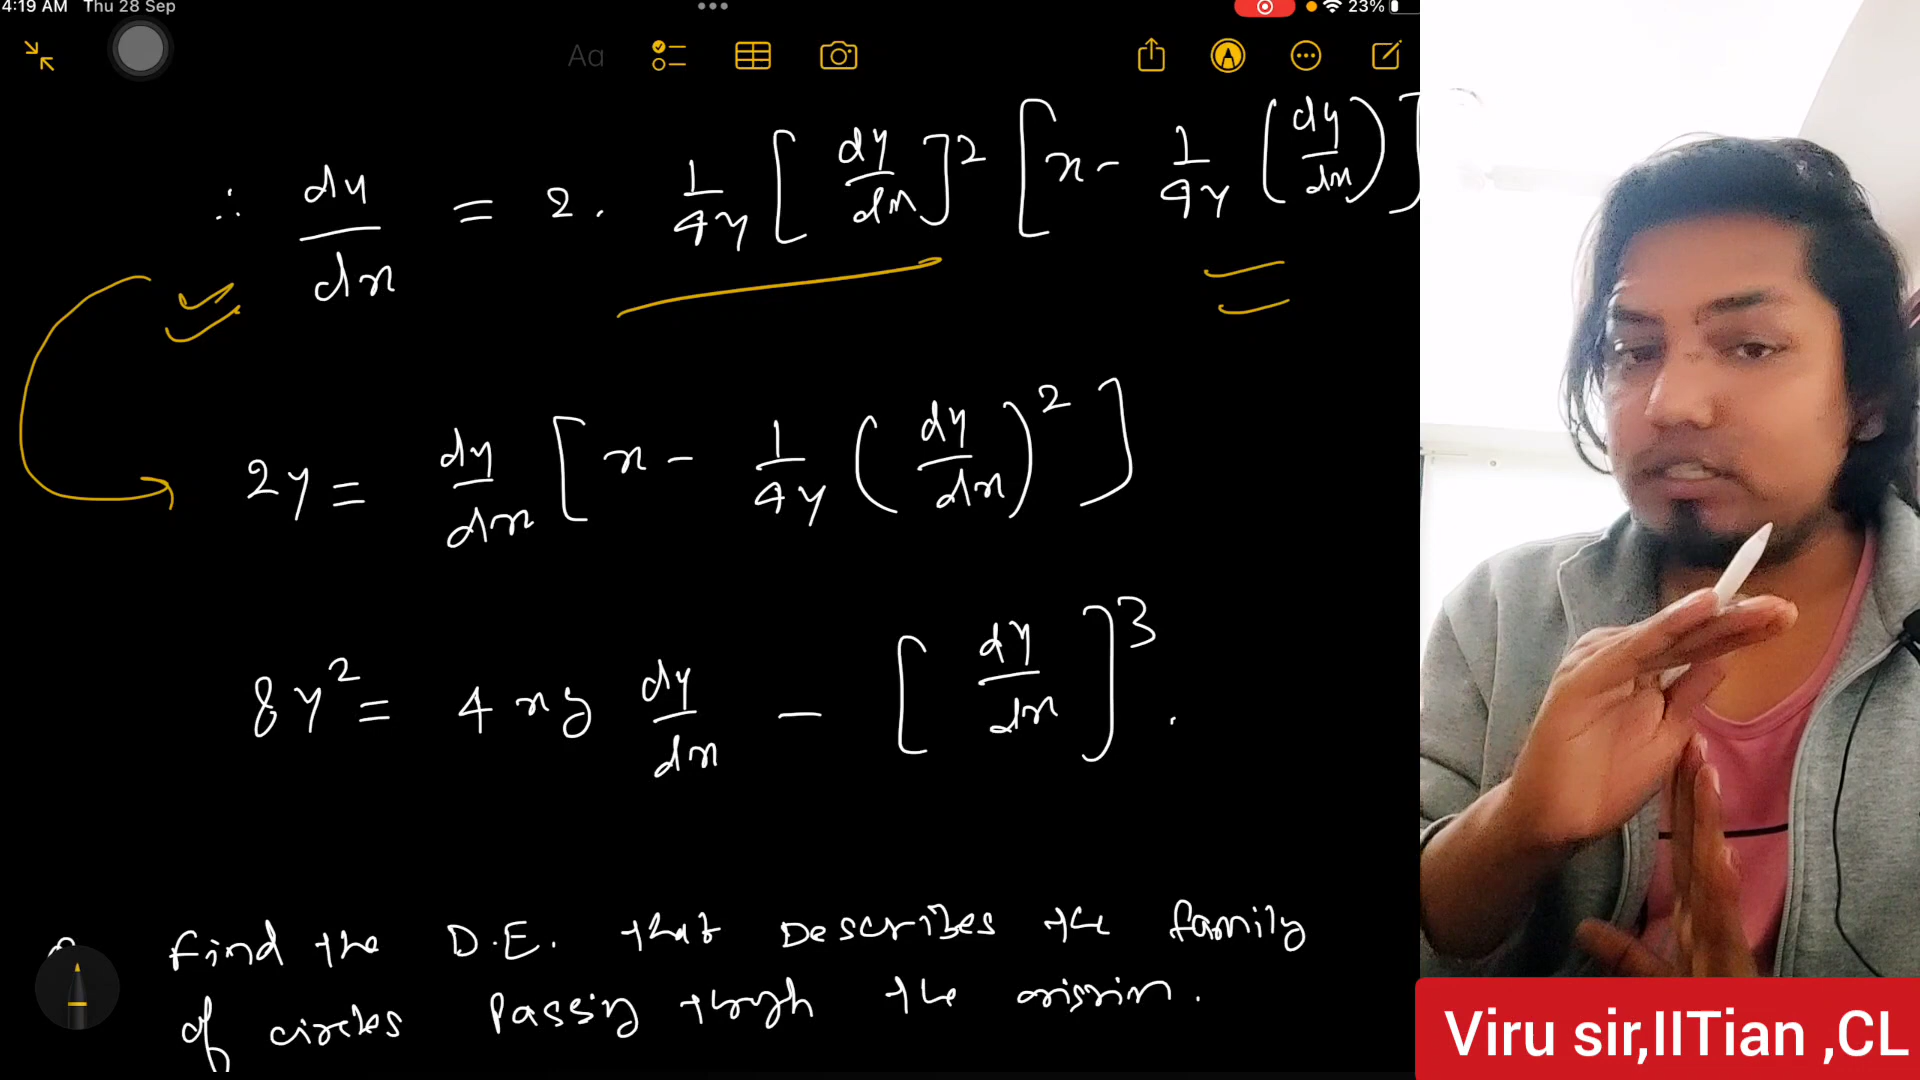 4:19 AM Thu 28 Sep
23%
Aa
∴ dy/dx = 2 · 1/4y [dy/dx]² [x - 1/4y (dy/dx)]
2y = dy/dx [x - 1/4y (dy/dx)²]
8y² = 4xy dy/dx - [dy/dx]³.
Find the D.E. that Describes the family
of circles Passing
the
Viru sir,IITian ,CL